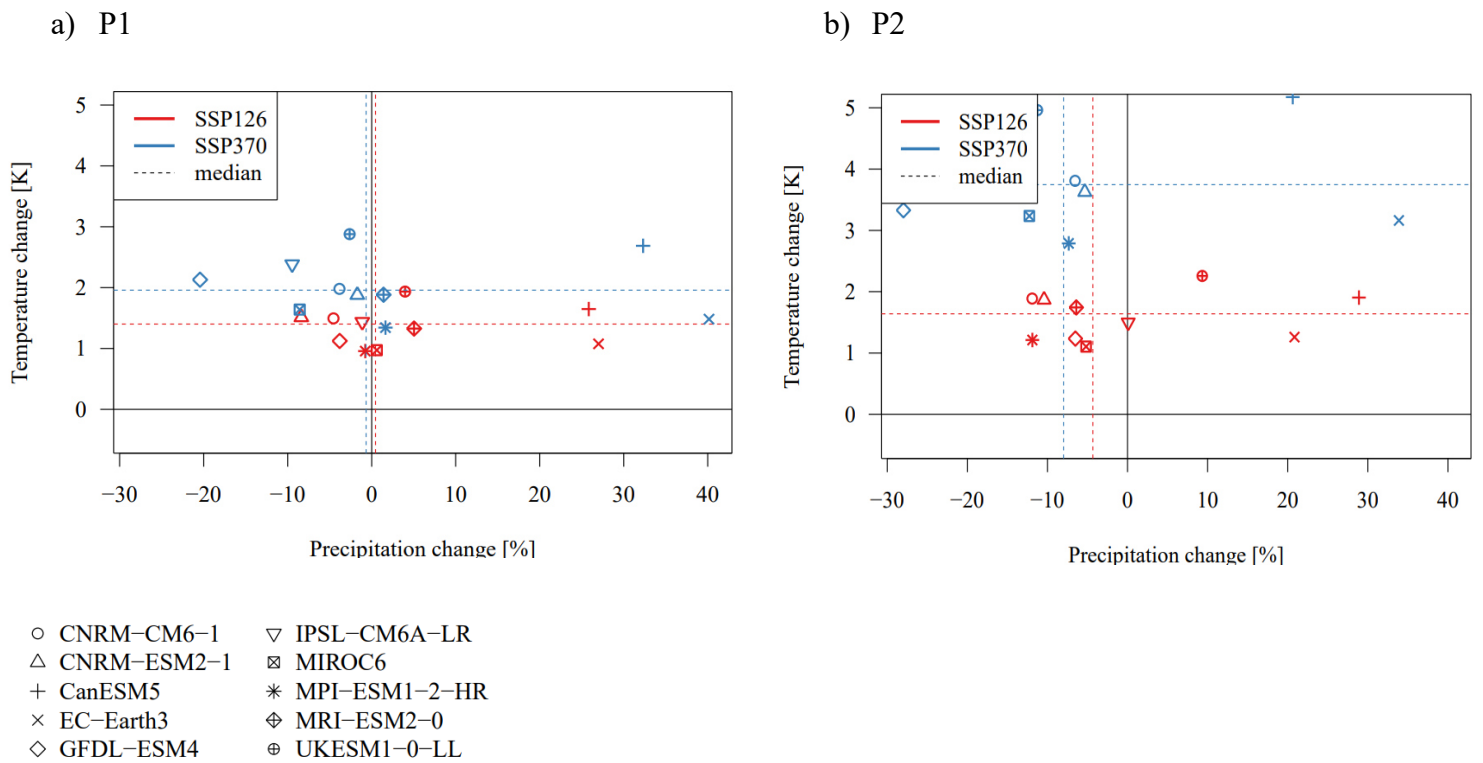 a) P1
b) P2
5
4
3
2
1
0
Temperature change [K]
SSP126
SSP370
median
−30
−20
−10
0
10
20
30
40
Precipitation change [%]
5
4
3
2
1
0
Temperature change [K]
SSP126
SSP370
median
−30
−20
−10
0
10
20
30
40
Precipitation change [%]
CNRM−CM6−1
CNRM−ESM2−1
CanESM5
EC−Earth3
GFDL−ESM4
IPSL−CM6A−LR
MIROC6
MPI−ESM1−2−HR
MRI−ESM2−0
UKESM1−0−LL